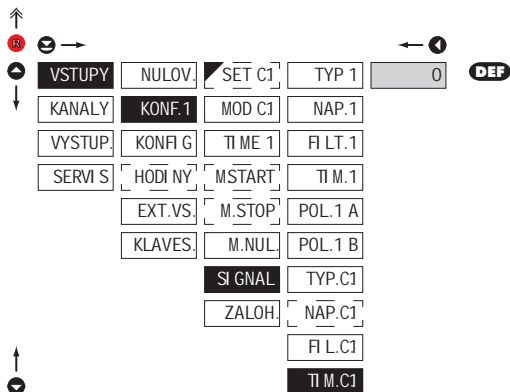 R
VSTUPY NULOV. SET C1 TYP 1 0 DEF
KANALY KONF.1 MOD C1 NAP.1
VYSTUP. KONFIG TIME 1 FILT.1
SERVIS HODINY MSTART TIM.1
EXT.VS. M.STOP POL.1 A
KLAVES. M.NUL. POL.1 B
SIGNAL TYP.C1
ZALOH. NAP.C1
FIL.C1
TIM.C1